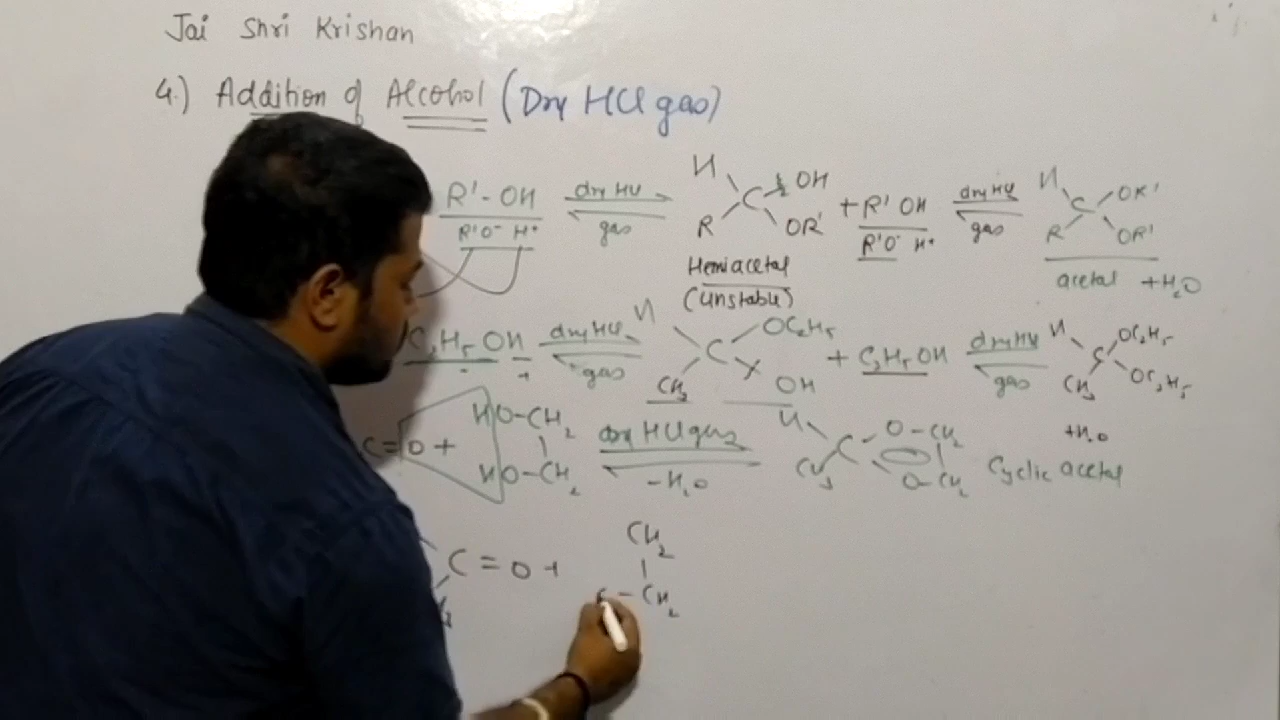 Jai Shri Krishan
4.) Addition of Alcohol (Dry HCl gas)
R'-OH dry HCl gas H R C OH OR' + R'OH dry HCl gas H R C OR' OR'
R'O⁻ H⁺ R'O⁻ H⁺
Hemiacetal (Unstable) acetal + H₂O
C₂H₅OH dry HCl gas H CH₃ C OC₂H₅ OH + C₂H₅OH dry HCl gas H CH₃ C OC₂H₅ OC₂H₅
- + + H₂O
C=O + HO-CH₂ HO-CH₂ dry HCl gas -H₂O H CH₃ C O-CH₂ O-CH₂ Cyclic acetal
C=O + CH₂ -CH₂